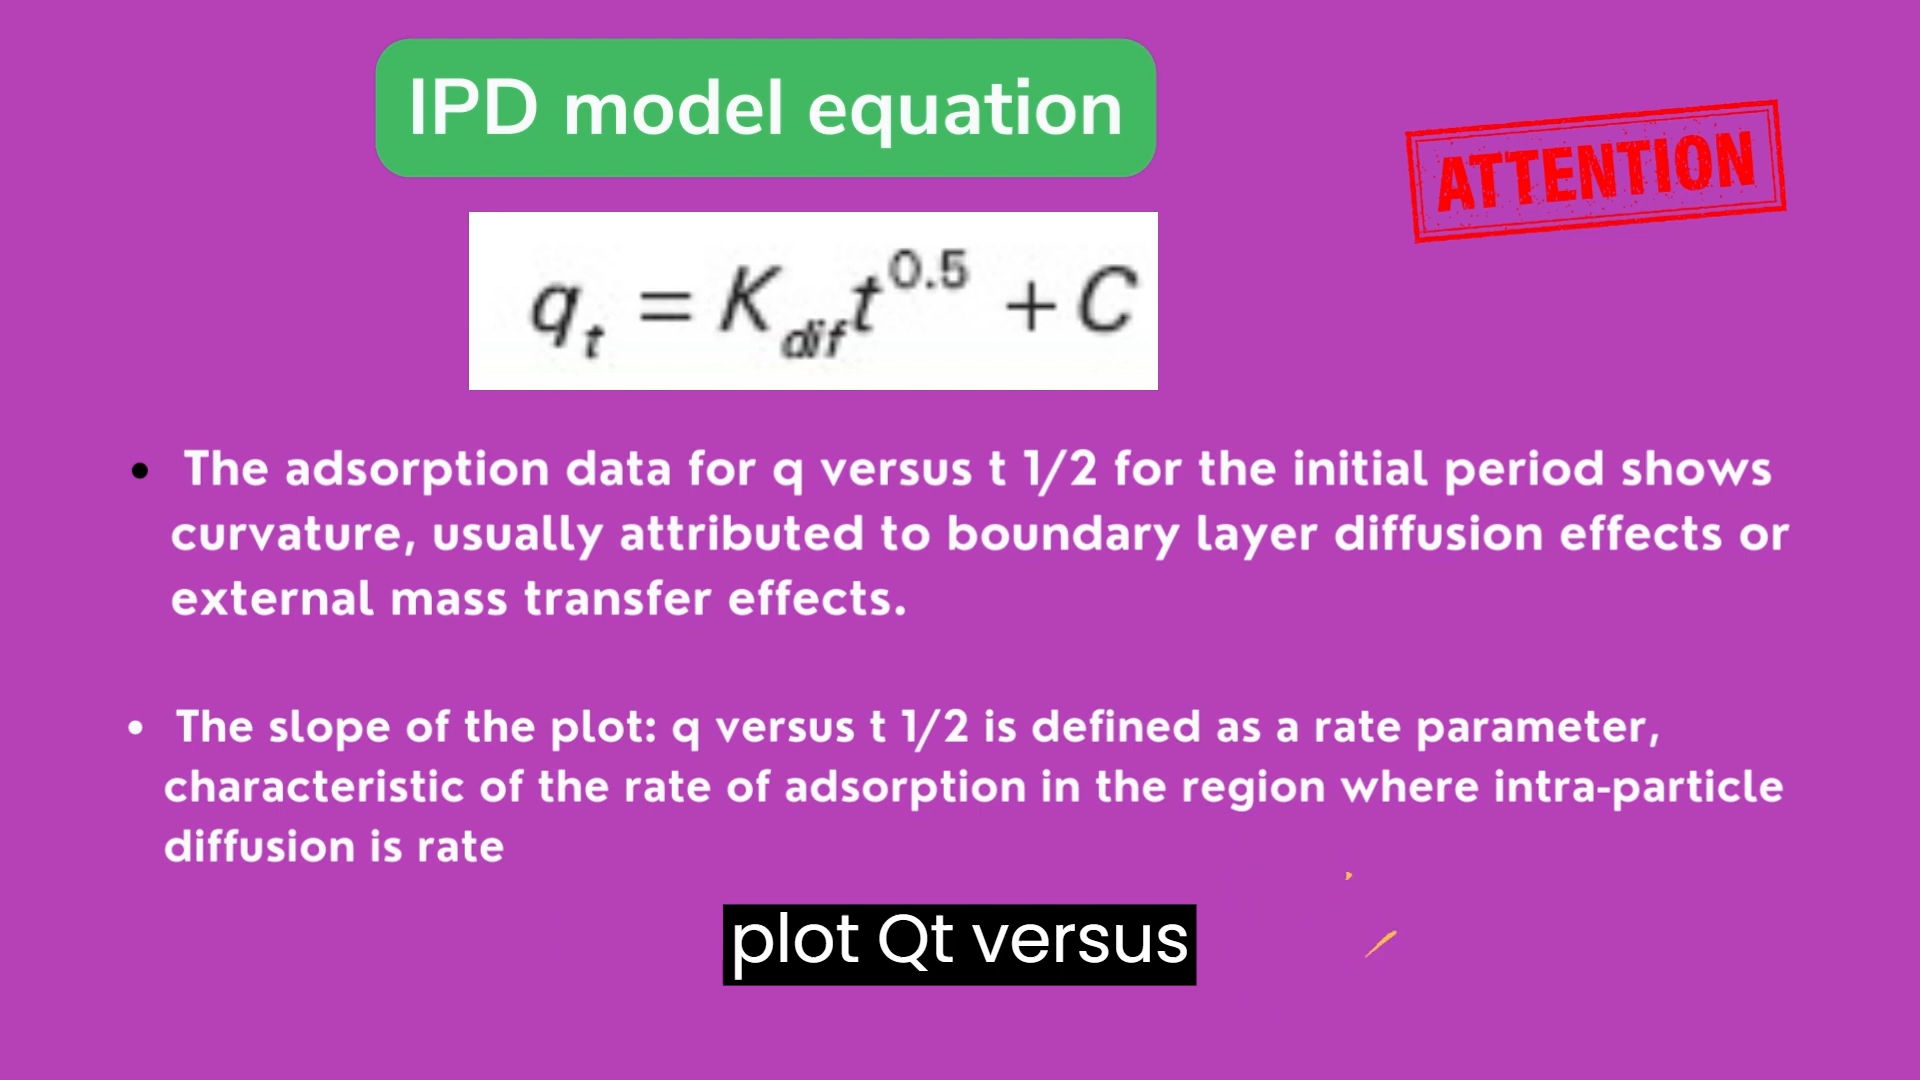 IPD model equation
ATTENTION
q_t = K_dif t^0.5 + C
• The adsorption data for q versus t 1/2 for the initial period shows
curvature, usually attributed to boundary layer diffusion effects or
external mass transfer effects.
• The slope of the plot: q versus t 1/2 is defined as a rate parameter,
characteristic of the rate of adsorption in the region where intra-particle
diffusion is rate
plot Qt versus